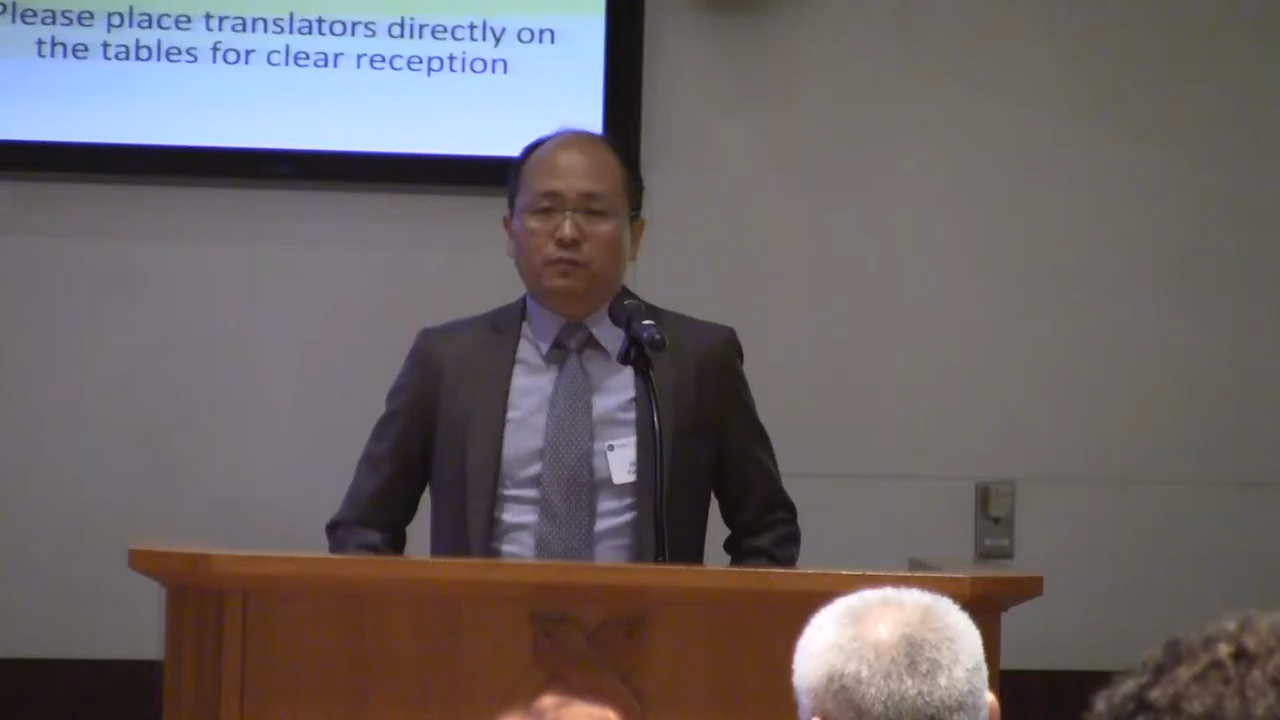 Please place translators directly on
the tables for clear reception